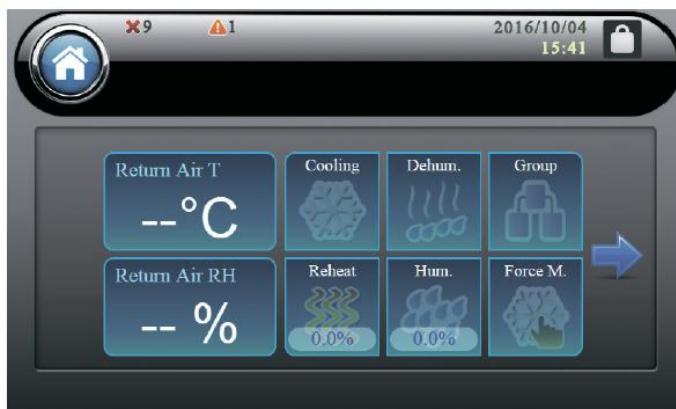 9 1 2016/10/04
15:41
Return Air T
--°C
Cooling Dehum. Group
Return Air RH
-- %
Reheat Hum. Force M.
0.0% 0.0%